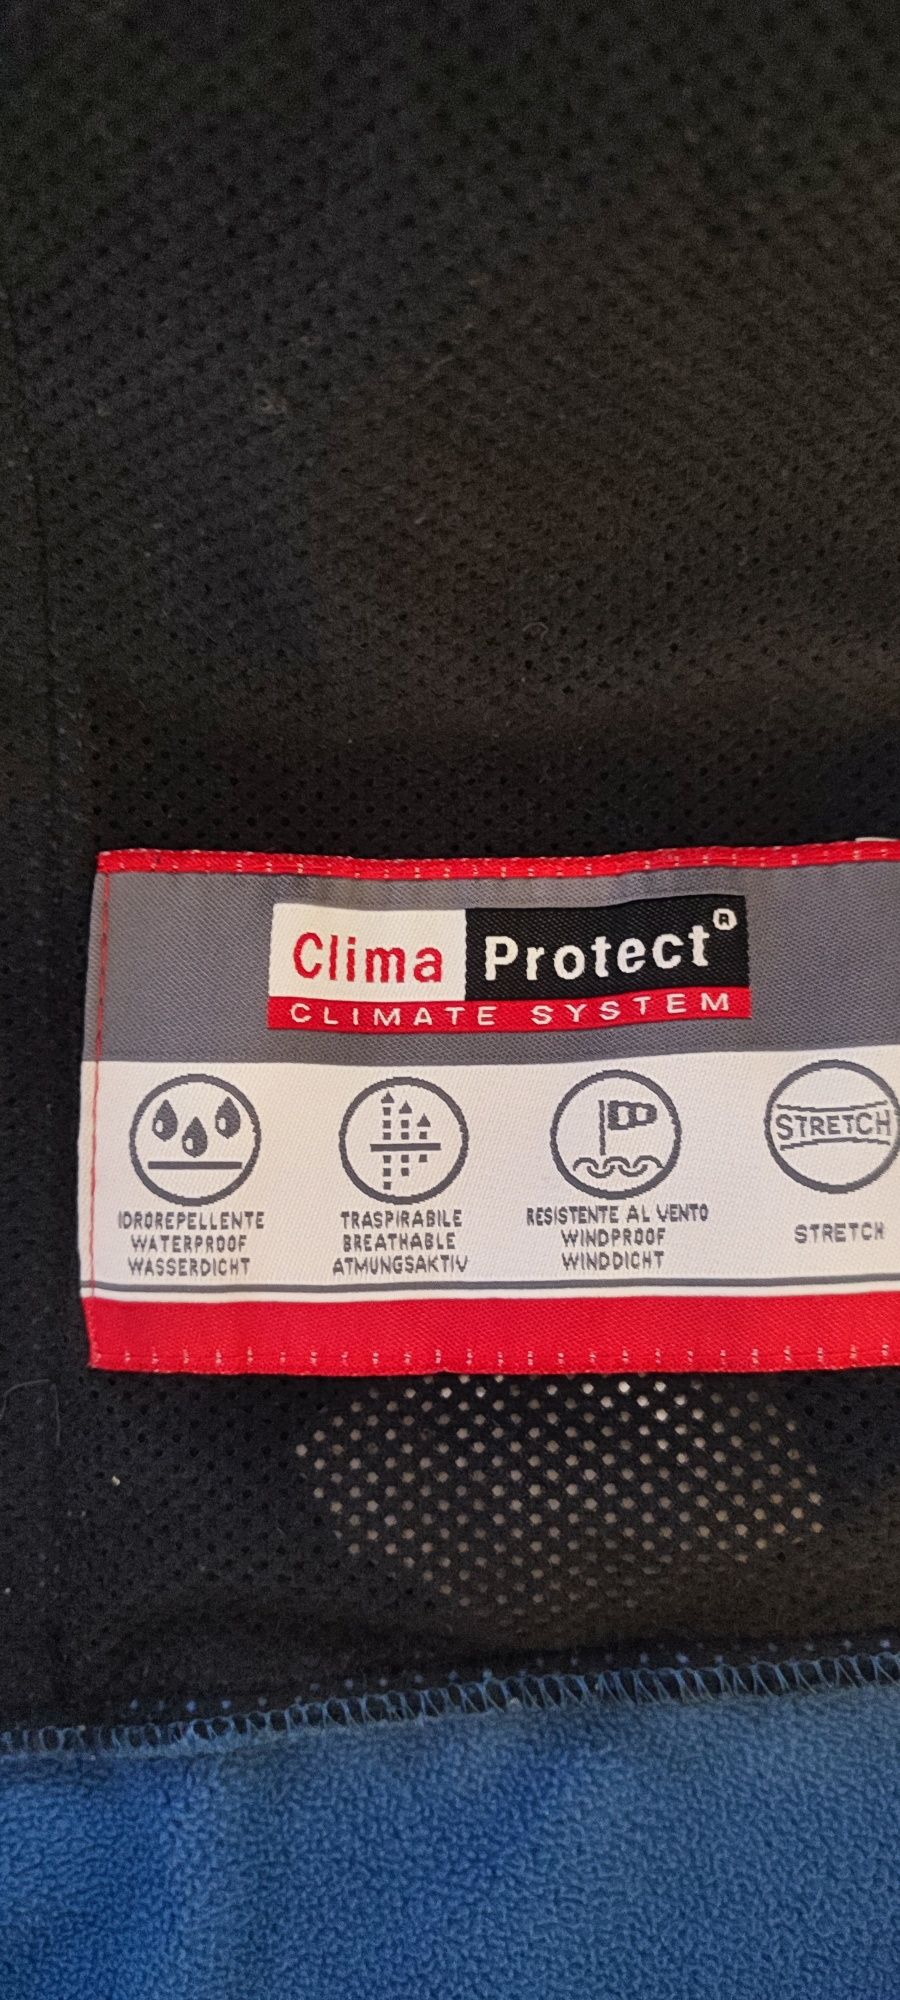 Clima Protect®
CLIMATE SYSTEM
STRETCH
IDROREPELLENTE
WATERPROOF
WASSERDICHT
TRASPIRABILE
BREATHABLE
ATMUNGSAKTIV
RESISTENTE AL VENTO
WINDPROOF
WINDDICHT
STRETCH